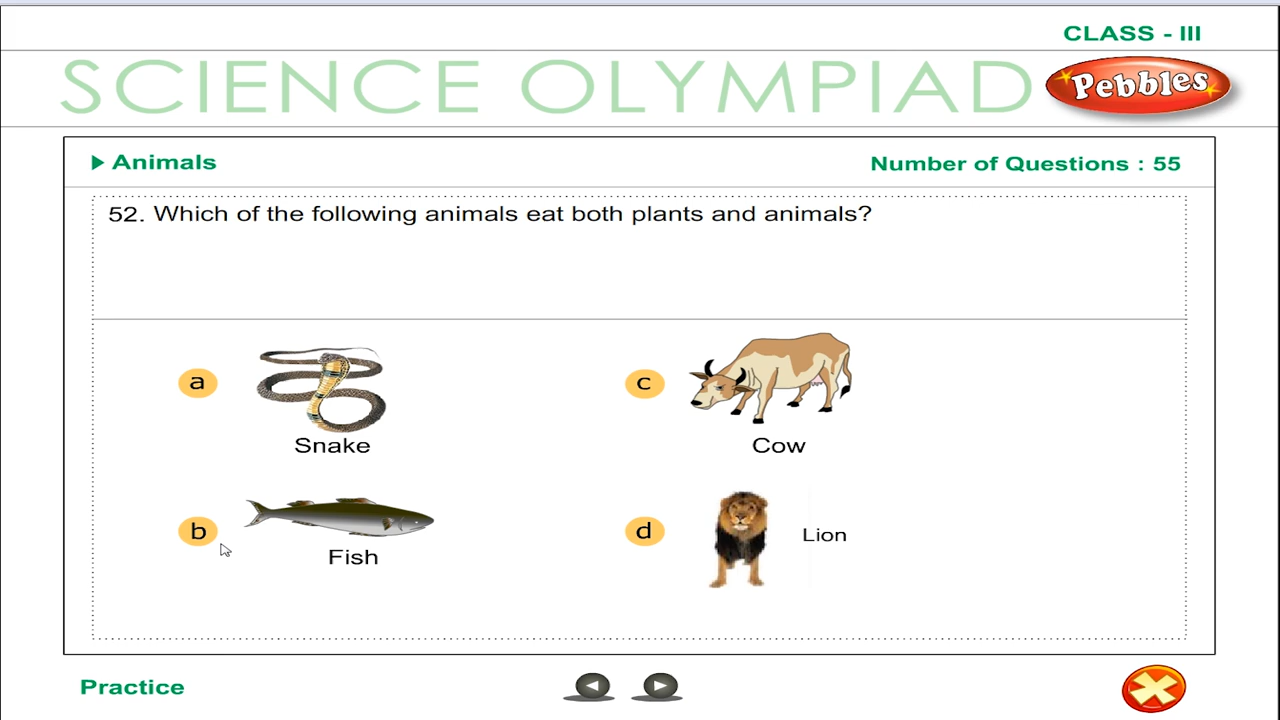 CLASS - III
SCIENCE OLYMPIAD
Pebbles
Animals
Number of Questions : 55
52. Which of the following animals eat both plants and animals?
a
Snake
c
Cow
b
Fish
d
Lion
Practice